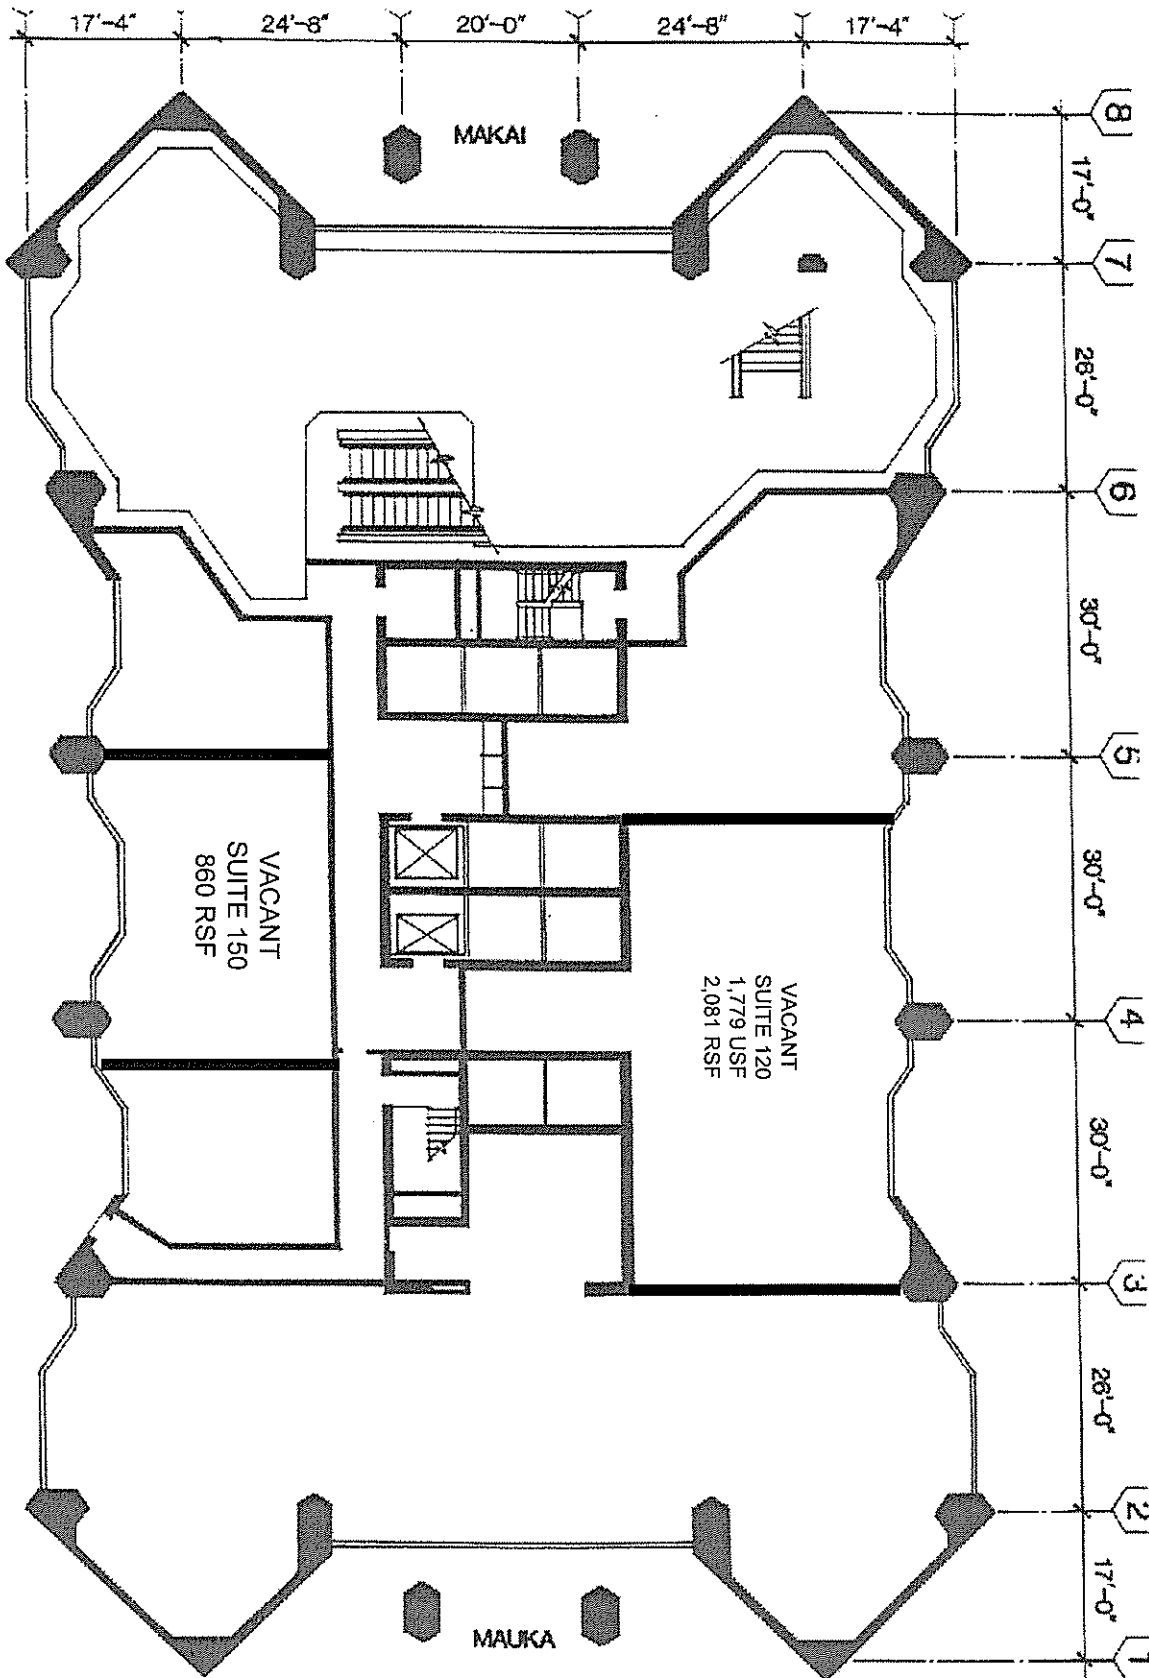 17'-4"
24'-8"
20'-0"
24'-8"
17'-4"
MAKAI
8
17'-0"
7
26'-0"
6
30'-0"
5
30'-0"
4
30'-0"
3
26'-0"
2
17'-0"
1
VACANT
SUITE 150
860 RSF
VACANT
SUITE 120
1,779 USF
2,081 RSF
MAUKA